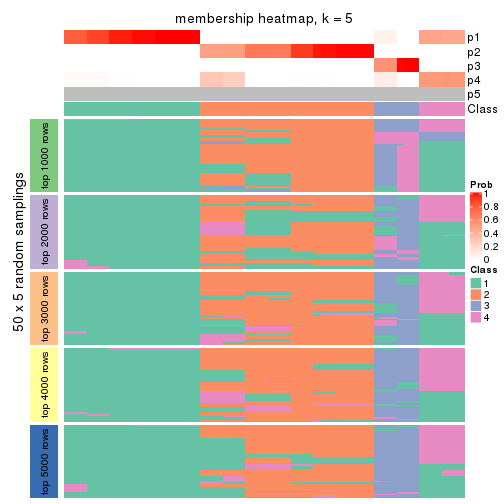 membership heatmap, k = 5
p1
p2
p3
p4
p5
Class
50 x 5 random samplings
top 1000 rows
top 2000 rows
top 3000 rows
top 4000 rows
top 5000 rows
Prob
1
0.8
0.6
0.4
0.2
0
Class
1
2
3
4